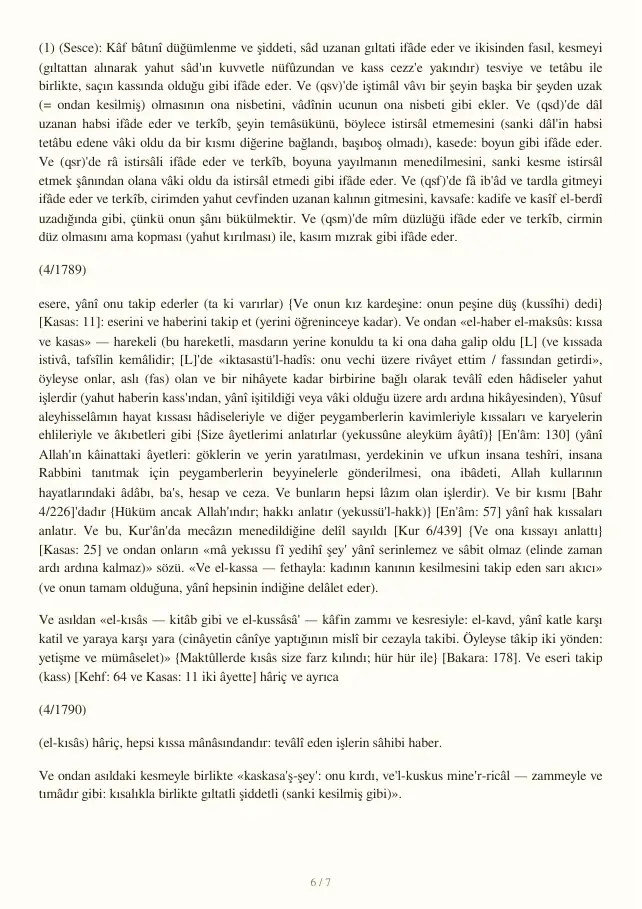 (1) (Sesce): Kâf bâtınî düğümlenme ve şiddeti, sâd uzanan gıltati ifâde eder ve ikisinden fasıl, kesmeyi
(gıltattan alınarak yahut sâd'ın kuvvetle nüfûzundan ve kass cezz'e yakındır) tesviye ve tetâbu ile
birlikte, saçın kassında olduğu gibi ifâde eder. Ve (qsv)'de iştimâl vâvı bir şeyin başka bir şeyden uzak
(= ondan kesilmiş) olmasının ona nisbetini, vâdînin ucunun ona nisbeti gibi ekler. Ve (qsd)'de dâl
uzanan habsi ifâde eder ve terkîb, şeyin temâsükünü, böylece istirsâl etmemesini (sanki dâl'in habsi
tetâbu edene vâki oldu da bir kısmı diğerine bağlandı, başıboş olmadı), kasede: boyun gibi ifâde eder.
Ve (qsr)'de râ istirsâli ifâde eder ve terkîb, boyuna yayılmanın menedilmesini, sanki kesme istirsâl
etmek şânından olana vâki oldu da istirsâl etmedi gibi ifâde eder. Ve (qsf)'de fâ ib'âd ve tardla gitmeyi
ifâde eder ve terkîb, cirimden yahut cevfinden uzanan kalının gitmesini, kavsafe: kadife ve kasîf el-berdî
uzadığında gibi, çünkü onun şânı bükülmektir. Ve (qsm)'de mîm düzlüğü ifâde eder ve terkîb, cirmin
düz olmasını ama kopması (yahut kırılması) ile, kasım mızrak gibi ifâde eder.
(4/1789)
esere, yânî onu takip ederler (ta ki varırlar) {Ve onun kız kardeşine: onun peşine düş (kussîhi) dedi}
[Kasas: 11]: eserini ve haberini takip et (yerini öğreninceye kadar). Ve ondan «el-haber el-maksûs: kıssa
ve kasas» — harekeli (bu hareketli, masdarın yerine konuldu ta ki ona daha galip oldu [L] (ve kıssada
istivâ, tafsîlin kemâlidir; [L]'de «iktasastü'l-hadîs: onu vechi üzere rivâyet ettim / fassından getirdi»,
öyleyse onlar, aslı (fas) olan ve bir nihâyete kadar birbirine bağlı olarak tevâlî eden hâdiseler yahut
işlerdir (yahut haberin kass'ından, yânî işitildiği veya vâki olduğu üzere ardı ardına hikâyesinden), Yûsuf
aleyhisselâmın hayat kıssası hâdiseleriyle ve diğer peygamberlerin kavimleriyle kıssaları ve karyelerin
ehlileriyle ve âkıbetleri gibi {Size âyetlerimi anlatırlar (yekussûne aleyküm âyâtî)} [En'âm: 130] (yânî
Allah'ın kâinattaki âyetleri: göklerin ve yerin yaratılması, yerdekinin ve ufkun insana teshîri, insana
Rabbini tanıtmak için peygamberlerin beyyinelerle gönderilmesi, ona ibâdeti, Allah kullarının
hayatlarındaki âdâbı, ba's, hesap ve ceza. Ve bunların hepsi lâzım olan işlerdir). Ve bir kısmı [Bahr
4/226]'dadır {Hüküm ancak Allah'ındır; hakkı anlatır (yekussü'l-hakk)} [En'âm: 57] yânî hak kıssaları
anlatır. Ve bu, Kur'ân'da mecâzın menedildiğine delîl sayıldı [Kur 6/439] {Ve ona kıssayı anlattı}
[Kasas: 25] ve ondan onların «mâ yekıssu fî yedihî şey' yânî serinlemez ve sâbit olmaz (elinde zaman
ardı ardına kalmaz)» sözü. «Ve el-kassa — fethayla: kadının kanının kesilmesini takip eden sarı akıcı»
(ve onun tamam olduğuna, yânî hepsinin indiğine delâlet eder).
Ve asıldan «el-kısâs — kitâb gibi ve el-kussâsâ' — kâfin zammı ve kesresiyle: el-kavd, yânî katle karşı
katil ve yaraya karşı yara (cinâyetin cânîye yaptığının mislî bir cezayla takibi. Öyleyse tâkip iki yönden:
yetişme ve mümâselet)» {Maktûllerde kısâs size farz kılındı; hür hür ile} [Bakara: 178]. Ve eseri takip
(kass) [Kehf: 64 ve Kasas: 11 iki âyette] hâriç ve ayrıca
(4/1790)
(el-kısâs) hâriç, hepsi kıssa mânâsındandır: tevâlî eden işlerin sâhibi haber.
Ve ondan asıldaki kesmeyle birlikte «kaskasa'ş-şey': onu kırdı, ve'l-kuskus mine'r-ricâl — zammeyle ve
tımâdır gibi: kısalıkla birlikte gıltatli şiddetli (sanki kesilmiş gibi)».
6 / 7